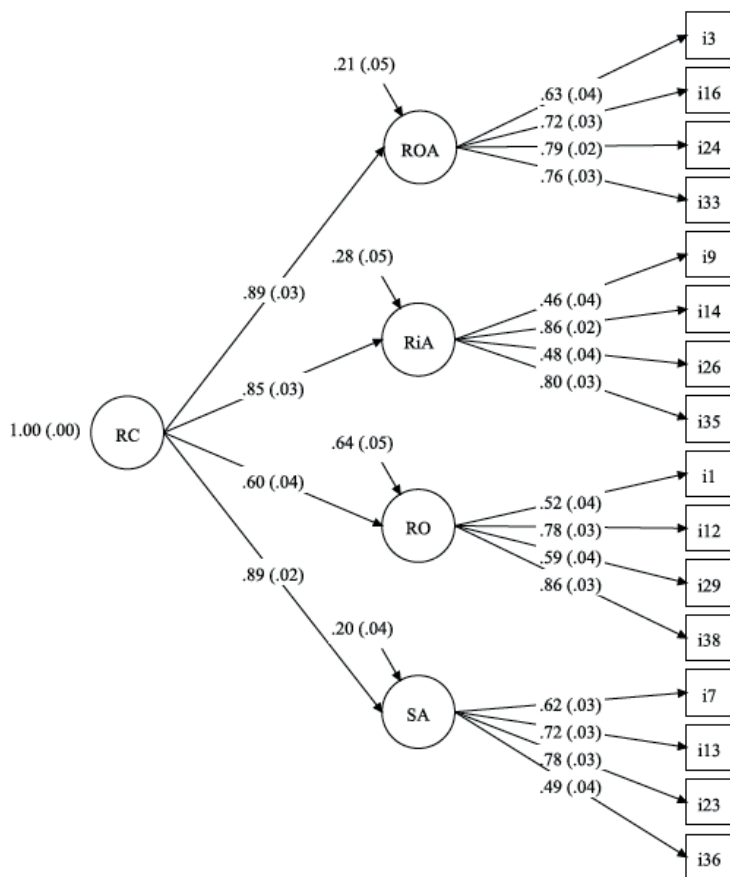 i3
.21 (.05)
.63 (.04)
i16
.72 (.03)
ROA
.79 (.02)
i24
.76 (.03)
i33
i9
.28 (.05)
.89 (.03)
.46 (.04)
i14
.86 (.02)
RiA
.48 (.04)
i26
.80 (.03)
.85 (.03)
i35
1.00 (.00)
RC
.64 (.05)
i1
.60 (.04)
.52 (.04)
RO
.78 (.03)
i12
.59 (.04)
i29
.89 (.02)
.86 (.03)
i38
.20 (.04)
i7
.62 (.03)
SA
.72 (.03)
i13
.78 (.03)
.49 (.04)
i23
i36